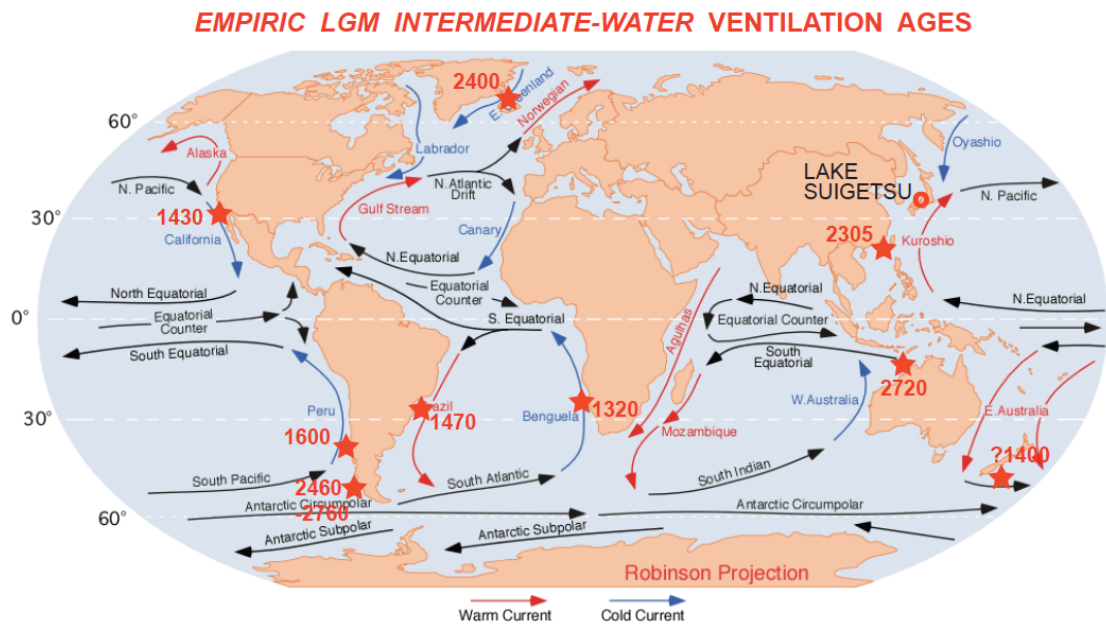 EMPIRIC LGM INTERMEDIATE-WATER VENTILATION AGES
2400
E. Greenland
Norwegian
60°
Alaska
Labrador
Oyashio
LAKE
SUIGETSU
N. Pacific
N.Atlantic
Drift
N. Pacific
Gulf Stream
30°
1430
California
Canary
2305
Kuroshio
N.Equatorial
North Equatorial
Equatorial
Counter
N.Equatorial
N.Equatorial
0°
Equatorial
Counter
S. Equatorial
Equatorial Counter
South Equatorial
Agulhas
South
Equatorial
2720
Peru
azil
1470
Benguela
1320
W.Australia
E.Australia
30°
1600
Mozambique
?1400
South Pacific
2460
-2760
South Atlantic
South Indian
Antarctic Circumpolar
Antarctic Circumpolar
60°
Antarctic Subpolar
Antarctic Subpolar
Robinson Projection
Warm Current
Cold Current